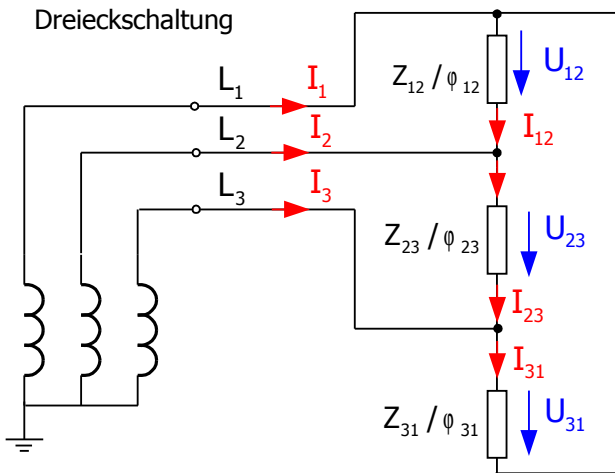 Dreieckschaltung
L₁ I₁
Z₁₂ / φ₁₂ U₁₂
I₁₂
L₂ I₂
L₃ I₃
Z₂₃ / φ₂₃ U₂₃
I₂₃
I₃₁
Z₃₁ / φ₃₁ U₃₁